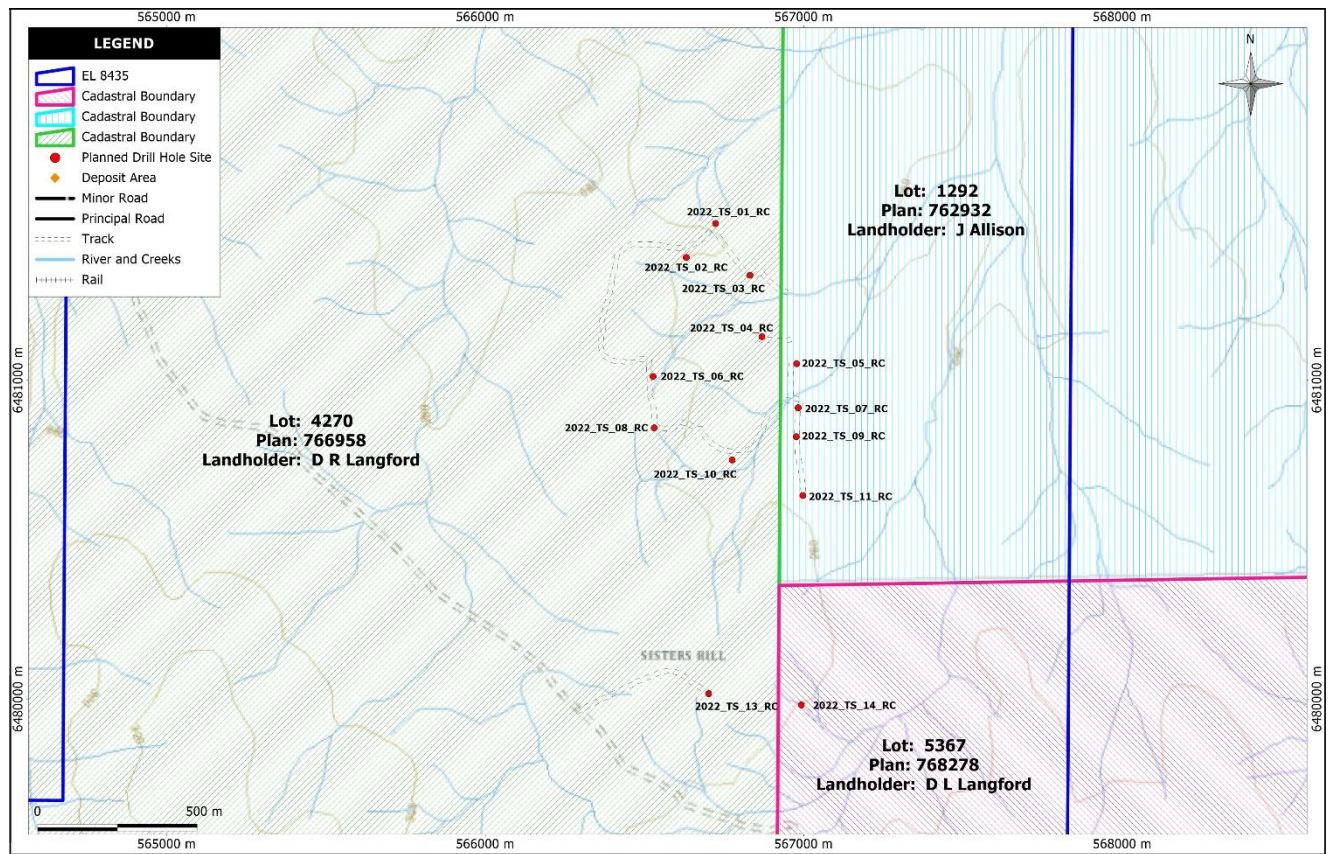 565000 m
566000 m
567000 m
568000 m
LEGEND
EL 8435
Cadastral Boundary
Cadastral Boundary
Cadastral Boundary
Planned Drill Hole Site
Deposit Area
Minor Road
Principal Road
Track
River and Creeks
Rail
N
Lot: 1292
Plan: 762932
Landholder: J Allison
2022_TS_01_RC
2022_TS_02_RC
2022_TS_03_RC
2022_TS_04_RC
2022_TS_05_RC
2022_TS_06_RC
2022_TS_07_RC
2022_TS_08_RC
2022_TS_09_RC
2022_TS_10_RC
2022_TS_11_RC
6481000 m
6481000 m
Lot: 4270
Plan: 766958
Landholder: D R Langford
SISTERS HILL
2022_TS_13_RC
2022_TS_14_RC
6480000 m
6480000 m
Lot: 5367
Plan: 768278
Landholder: D L Langford
0
500 m
565000 m
566000 m
567000 m
568000 m